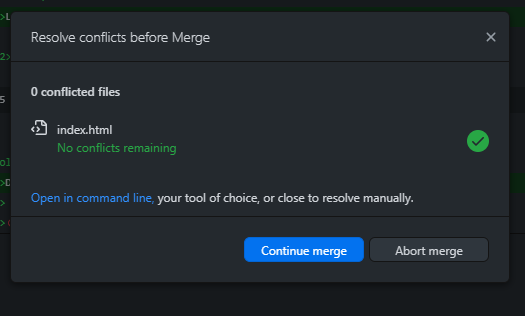 Resolve conflicts before Merge
0 conflicted files
index.html
No conflicts remaining
Open in command line, your tool of choice, or close to resolve manually.
Continue merge
Abort merge